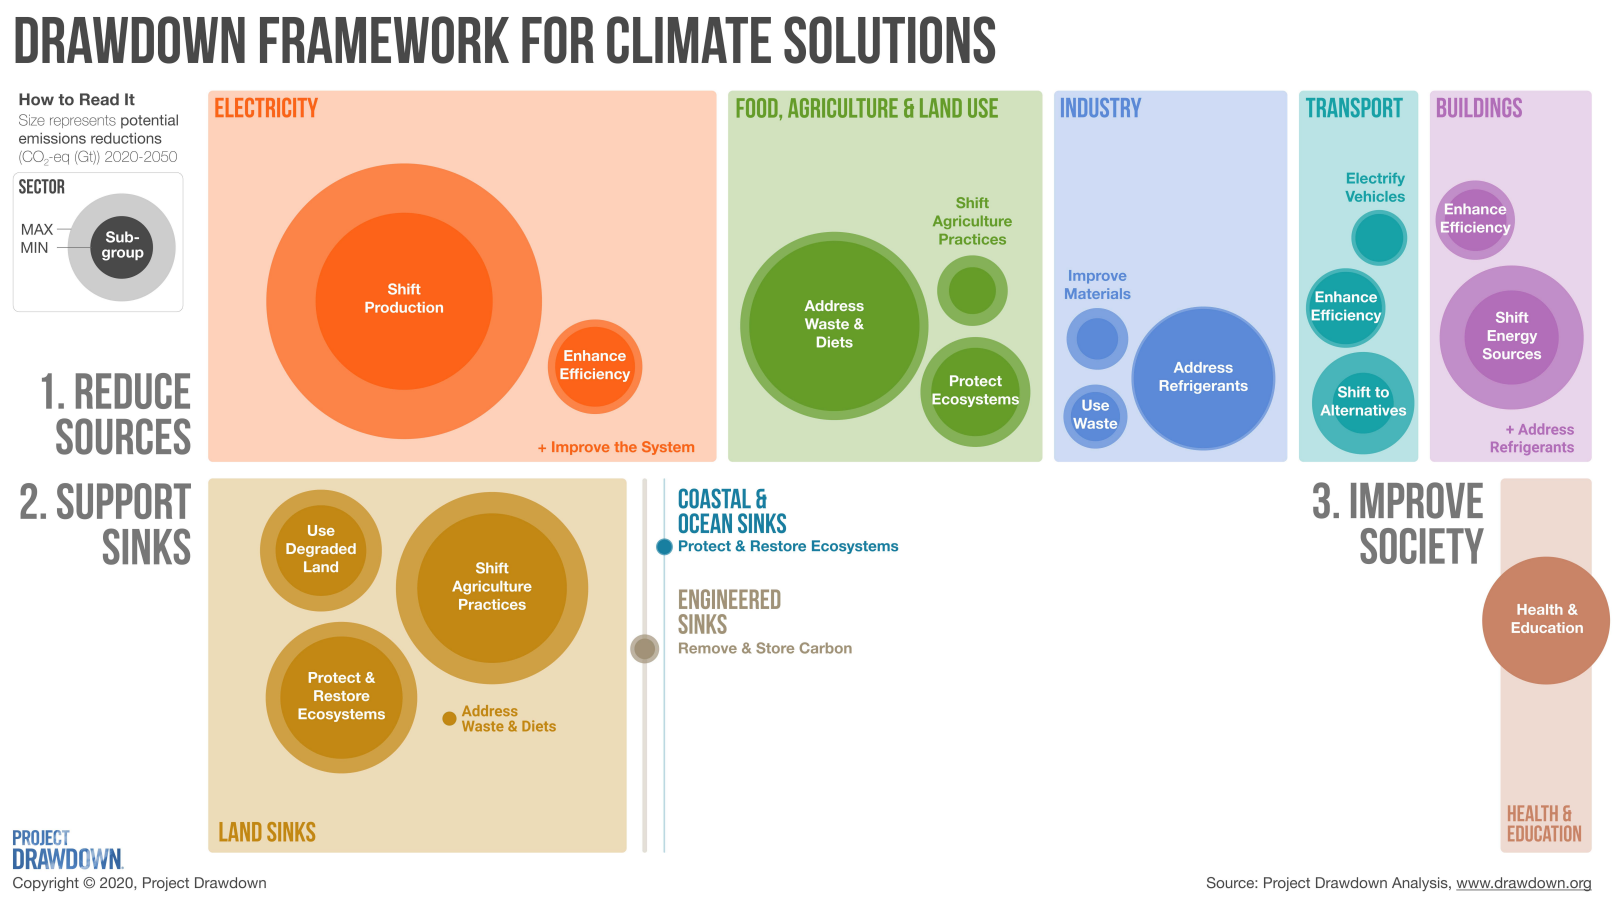 DRAWDOWN FRAMEWORK FOR CLIMATE SOLUTIONS
How to Read It
Size represents potential
emissions reductions
(CO2-eq (Gt)) 2020-2050
SECTOR
MAX
MIN
Sub-
group
1. REDUCE
SOURCES
ELECTRICITY
Shift
Production
Enhance
Efficiency
+ Improve the System
FOOD, AGRICULTURE & LAND USE
Address
Waste &
Diets
Shift
Agriculture
Practices
Protect
Ecosystems
INDUSTRY
Improve
Materials
Use
Waste
Address
Refrigerants
TRANSPORT
Electrify
Vehicles
Enhance
Efficiency
Shift to
Alternatives
BUILDINGS
Enhance
Efficiency
Shift
Energy
Sources
+ Address
Refrigerants
2. SUPPORT
SINKS
Use
Degraded
Land
Shift
Agriculture
Practices
Protect &
Restore
Ecosystems
Address
Waste & Diets
LAND SINKS
COASTAL &
OCEAN SINKS
Protect & Restore Ecosystems
ENGINEERED
SINKS
Remove & Store Carbon
3. IMPROVE
SOCIETY
Health &
Education
HEALTH &
EDUCATION
PROJECT
DRAWDOWN.
Copyright © 2020, Project Drawdown
Source: Project Drawdown Analysis, www.drawdown.org